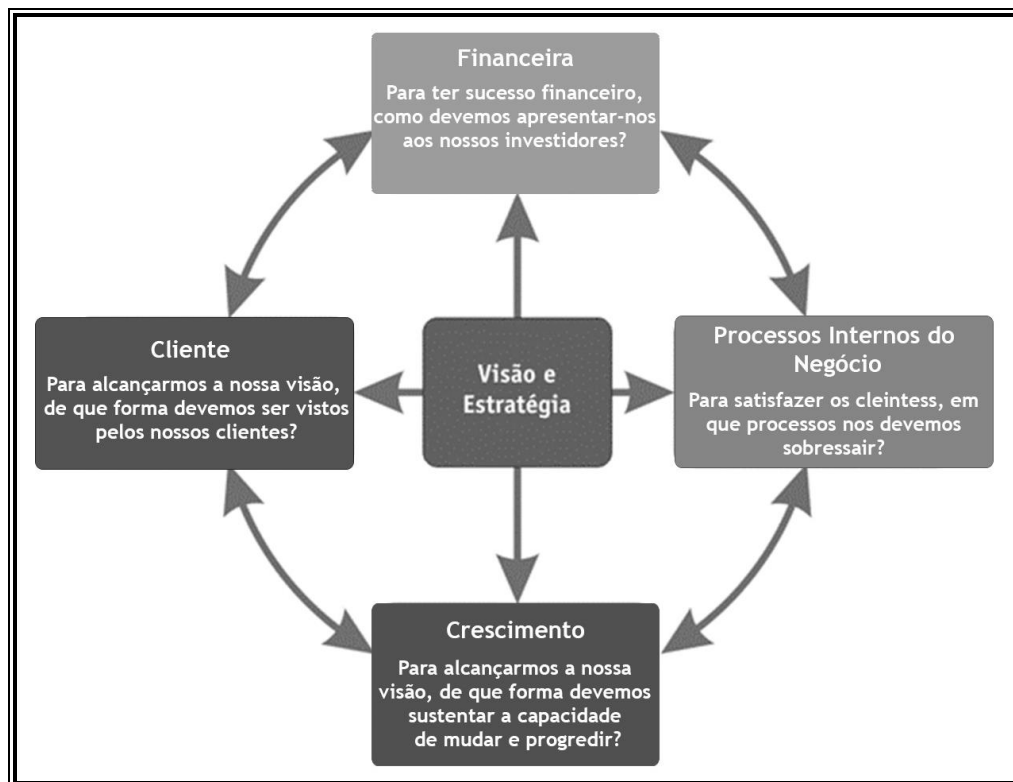 Financeira
Para ter sucesso financeiro,
como devemos apresentar-nos
aos nossos investidores?
Cliente
Para alcançarmos a nossa visão,
de que forma devemos ser vistos
pelos nossos clientes?
Visão e
Estratégia
Processos Internos do
Negócio
Para satisfazer os cleintess, em
que processos nos devemos
sobressair?
Crescimento
Para alcançarmos a nossa
visão, de que forma devemos
sustentar a capacidade
de mudar e progredir?